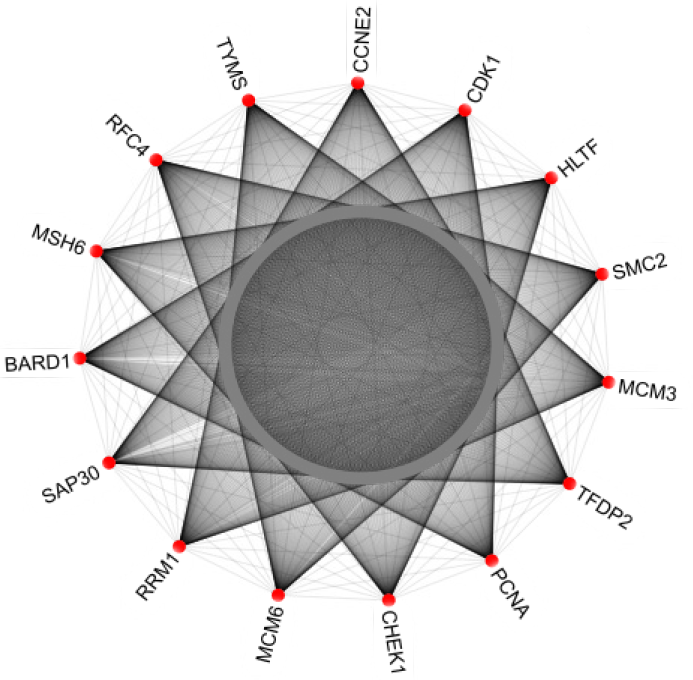 CCNE2
CDK1
HLTF
SMC2
MCM3
TFDP2
PCNA
CHEK1
MCM6
RRM1
SAP30
BARD1
MSH6
RFC4
TYMS